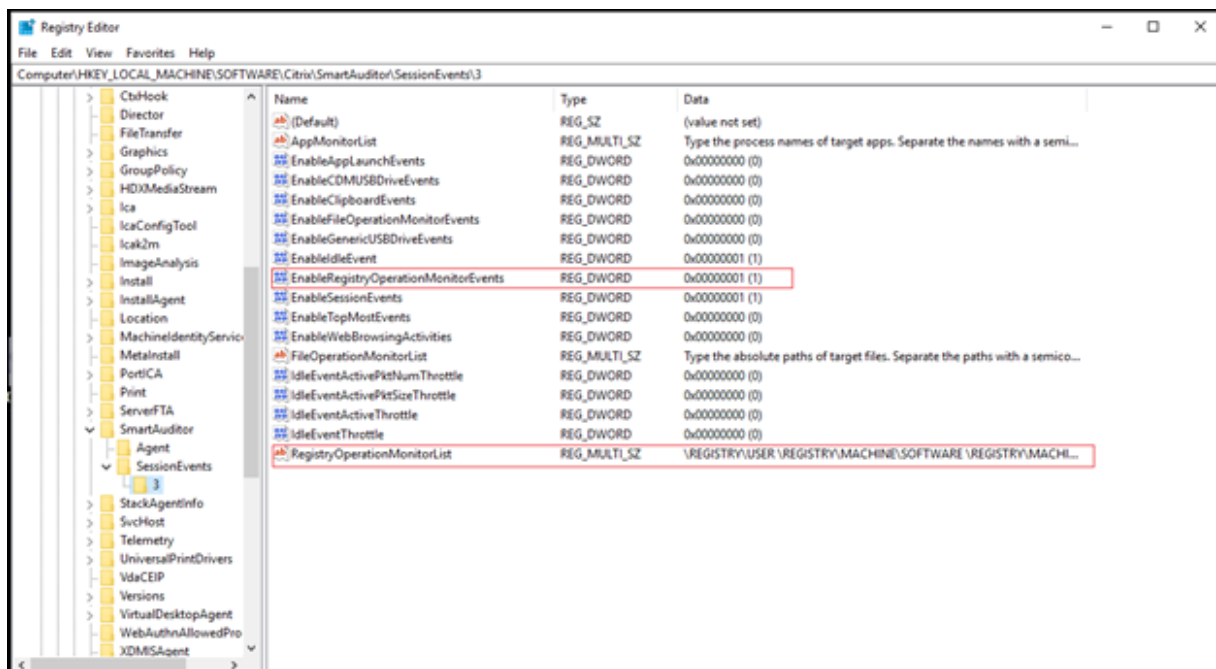 Registry Editor
File Edit View Favorites Help
Computer\HKEY_LOCAL_MACHINE\SOFTWARE\Citrix\SmartAuditor\SessionEvents\3
CtxHook
Director
FileTransfer
Graphics
GroupPolicy
HDXMediaStream
Ica
IcaConfigTool
Icak2m
ImageAnalysis
Install
InstallAgent
Location
MachineIdentityService
MetaInstall
PortICA
Print
ServerFTA
SmartAuditor
Agent
SessionEvents
3
StackAgentInfo
SvcHost
Telemetry
UniversalPrintDrivers
VdaCEIP
Versions
VirtualDesktopAgent
WebAuthnAllowedPro
XDMISAgent
Name Type Data
(Default) REG_SZ (value not set)
AppMonitorList REG_MULTI_SZ Type the process names of target apps. Separate the names with a semi...
EnableAppLaunchEvents REG_DWORD 0x00000000 (0)
EnableCDMUSBDriveEvents REG_DWORD 0x00000000 (0)
EnableClipboardEvents REG_DWORD 0x00000000 (0)
EnableFileOperationMonitorEvents REG_DWORD 0x00000000 (0)
EnableGenericUSBDriveEvents REG_DWORD 0x00000000 (0)
EnableIdleEvent REG_DWORD 0x00000001 (1)
EnableRegistryOperationMonitorEvents REG_DWORD 0x00000001 (1)
EnableSessionEvents REG_DWORD 0x00000001 (1)
EnableTopMostEvents REG_DWORD 0x00000000 (0)
EnableWebBrowsingActivities REG_DWORD 0x00000000 (0)
FileOperationMonitorList REG_MULTI_SZ Type the absolute paths of target files. Separate the paths with a semico...
IdleEventActivePktNumThrottle REG_DWORD 0x00000000 (0)
IdleEventActivePktSizeThrottle REG_DWORD 0x00000000 (0)
IdleEventActiveThrottle REG_DWORD 0x00000000 (0)
IdleEventThrottle REG_DWORD 0x00000000 (0)
RegistryOperationMonitorList REG_MULTI_SZ \REGISTRY\USER \REGISTRY\MACHINE\SOFTWARE \REGISTRY\MACHI...